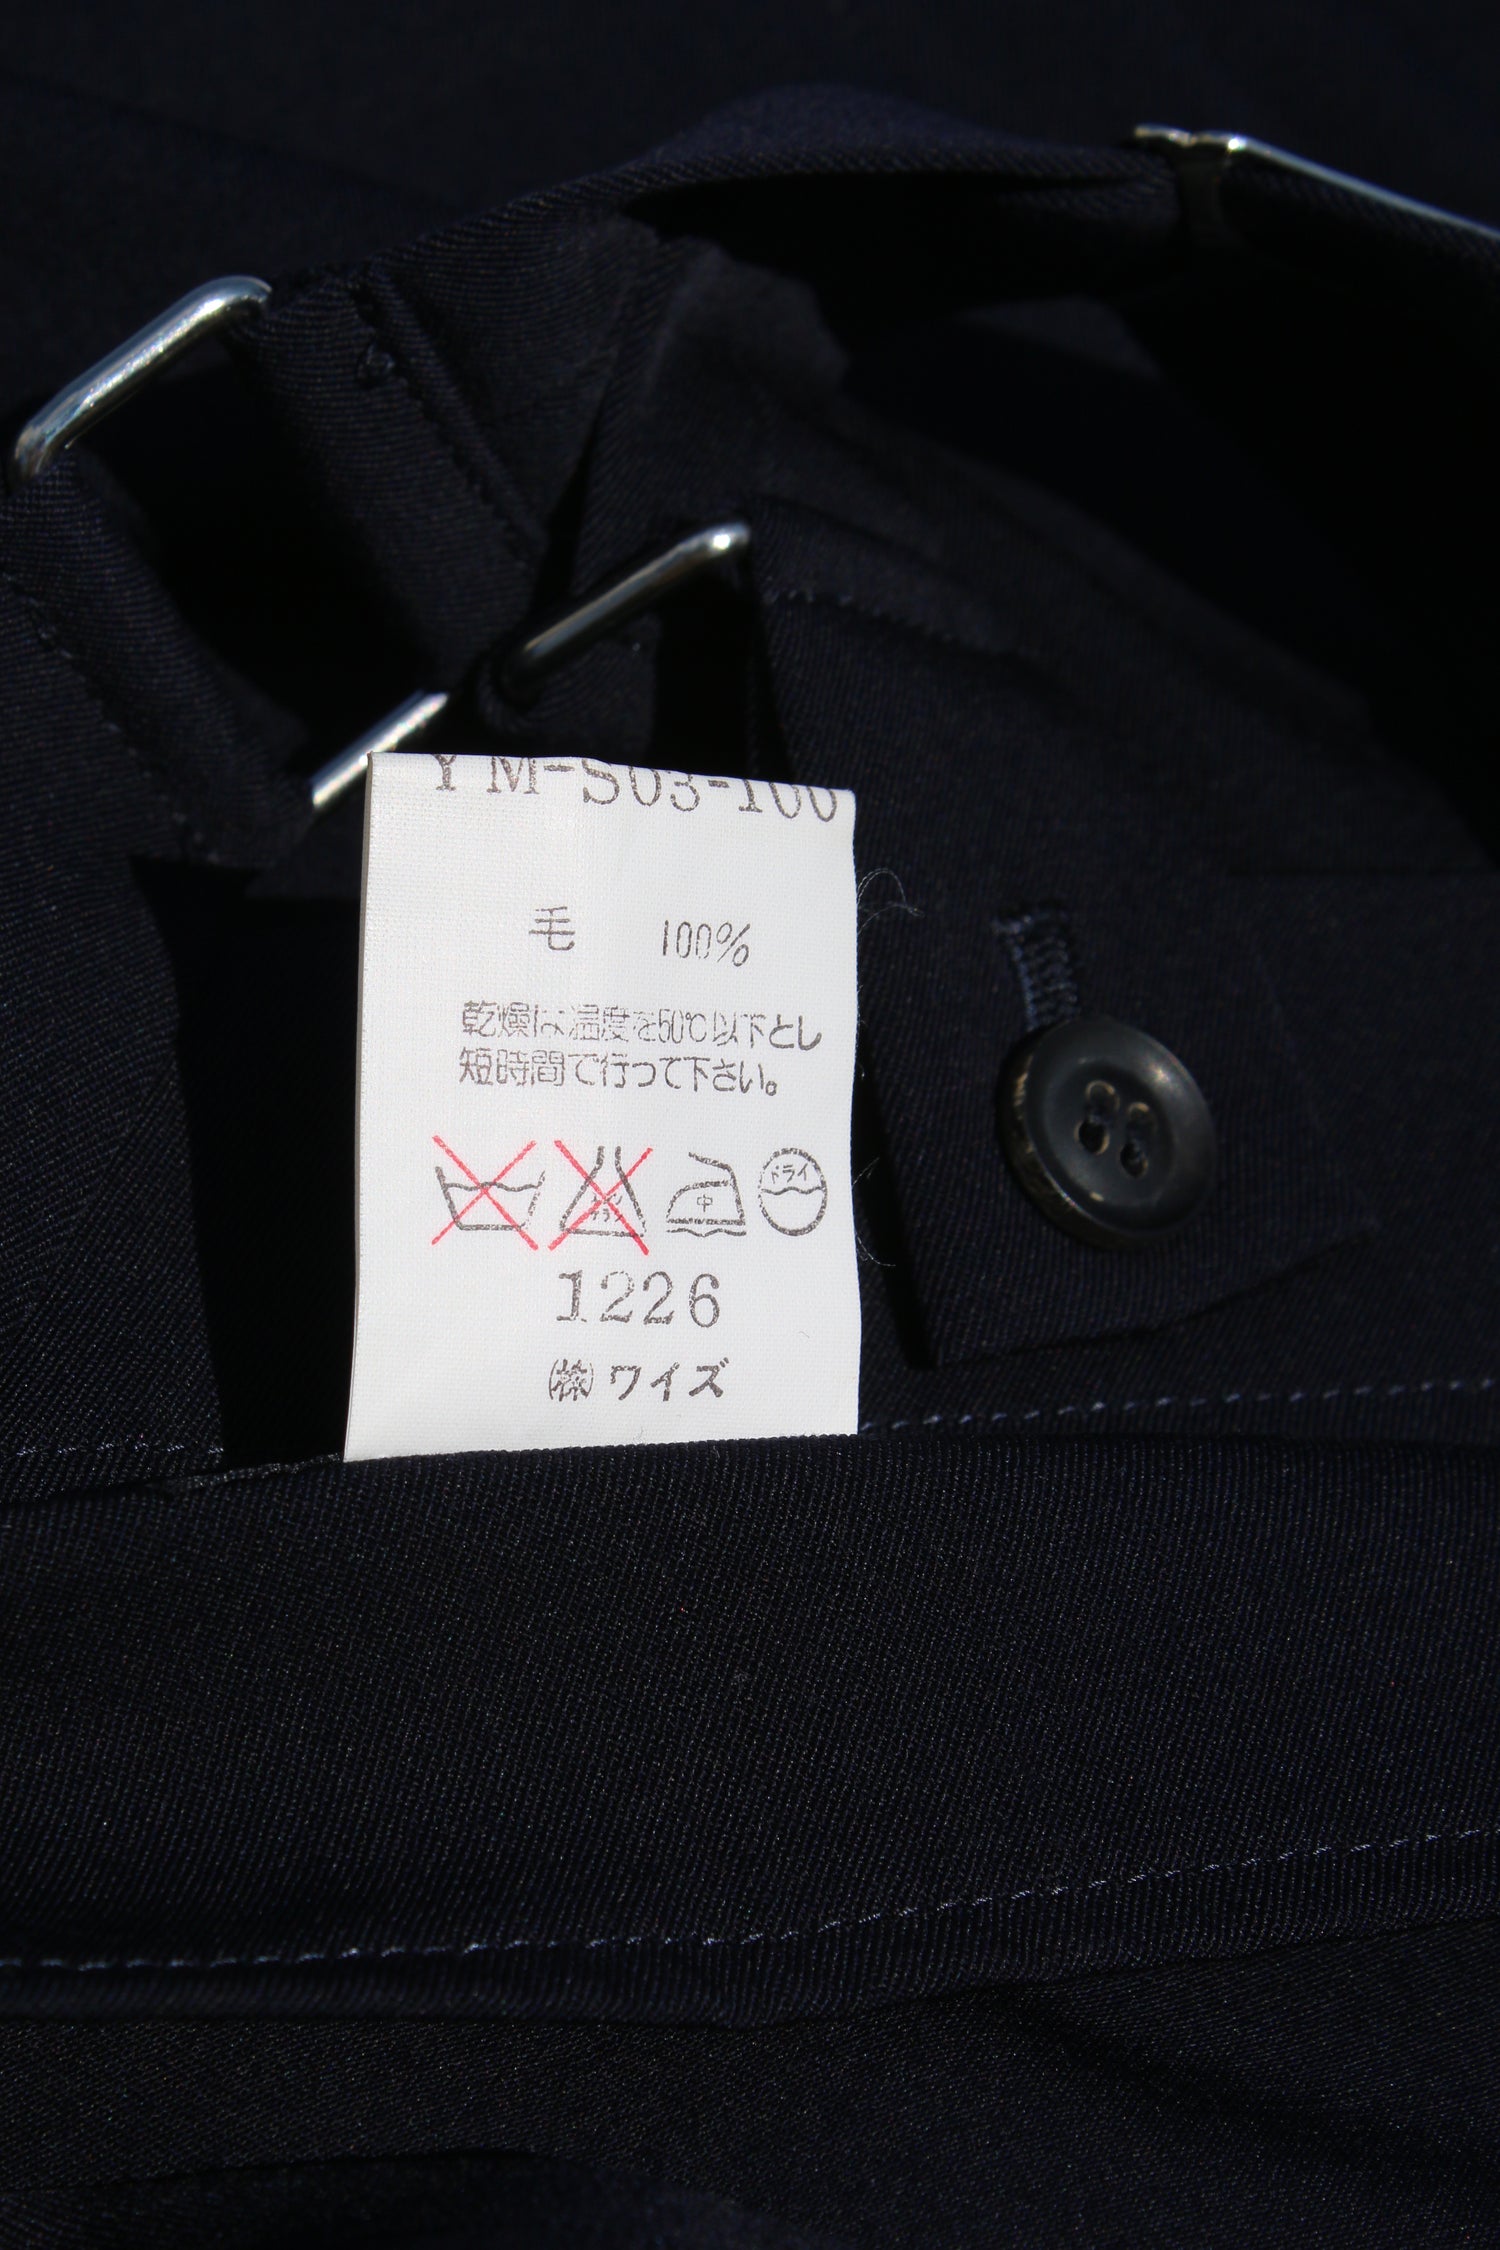 YM-S03-100
毛 100%
乾燥は温度を50℃以下とし
短時間で行って下さい。
中 ドライ
1226
㈱ワイズ